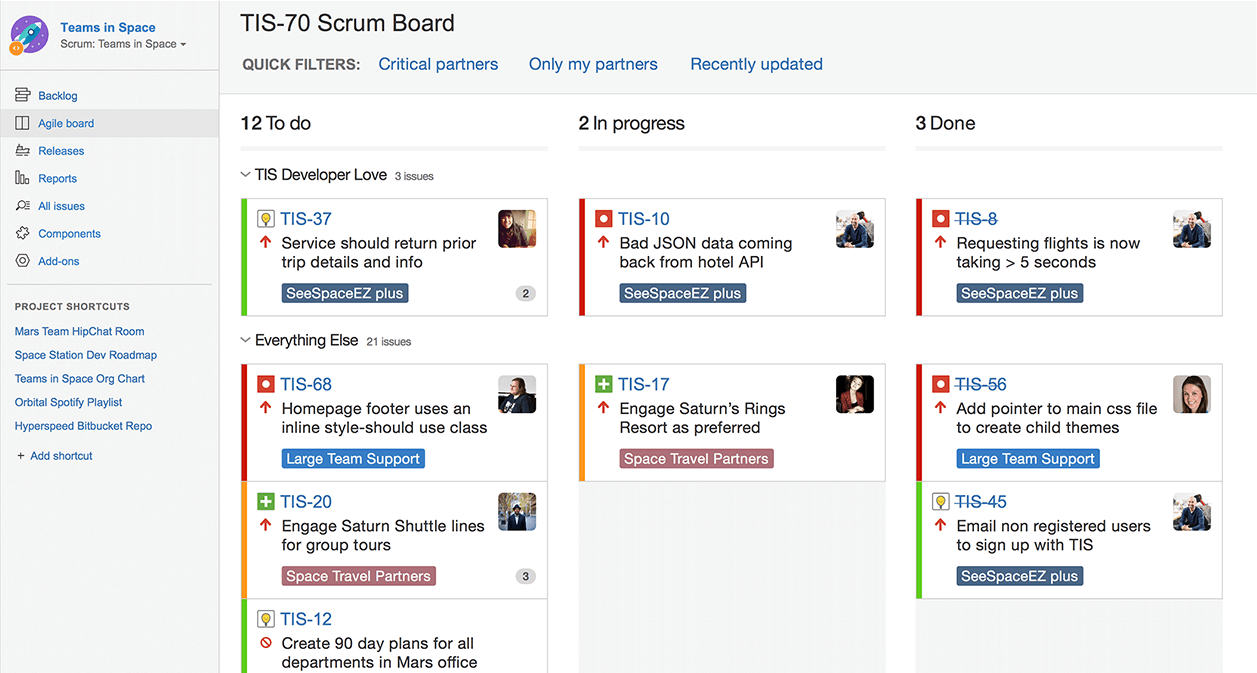 Teams in Space
Scrum: Teams in Space
Backlog
Agile board
Releases
Reports
All issues
Components
Add-ons
PROJECT SHORTCUTS
Mars Team HipChat Room
Space Station Dev Roadmap
Teams in Space Org Chart
Orbital Spotify Playlist
Hyperspeed Bitbucket Repo
+ Add shortcut
TIS-70 Scrum Board
QUICK FILTERS: Critical partners Only my partners Recently updated
12 To do
2 In progress
3 Done
TIS Developer Love 3 issues
TIS-37
Service should return prior
trip details and info
SeeSpaceEZ plus
2
TIS-10
Bad JSON data coming
back from hotel API
SeeSpaceEZ plus
TIS-8
Requesting flights is now
taking > 5 seconds
SeeSpaceEZ plus
Everything Else 21 issues
TIS-68
Homepage footer uses an
inline style-should use class
Large Team Support
TIS-20
Engage Saturn Shuttle lines
for group tours
Space Travel Partners
3
TIS-12
Create 90 day plans for all
departments in Mars office
TIS-17
Engage Saturn’s Rings
Resort as preferred
Space Travel Partners
TIS-56
Add pointer to main css file
to create child themes
Large Team Support
TIS-45
Email non registered users
to sign up with TIS
SeeSpaceEZ plus